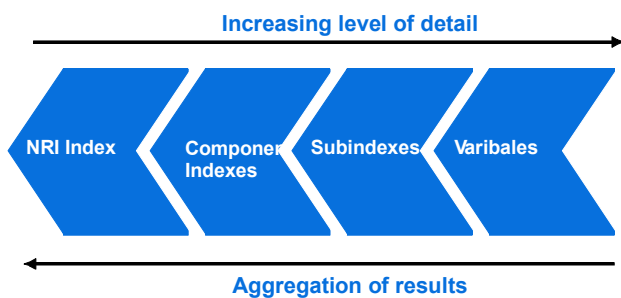 Increasing level of detail
NRI Index
Componen
Indexes
Subindexes
Varibales
Aggregation of results